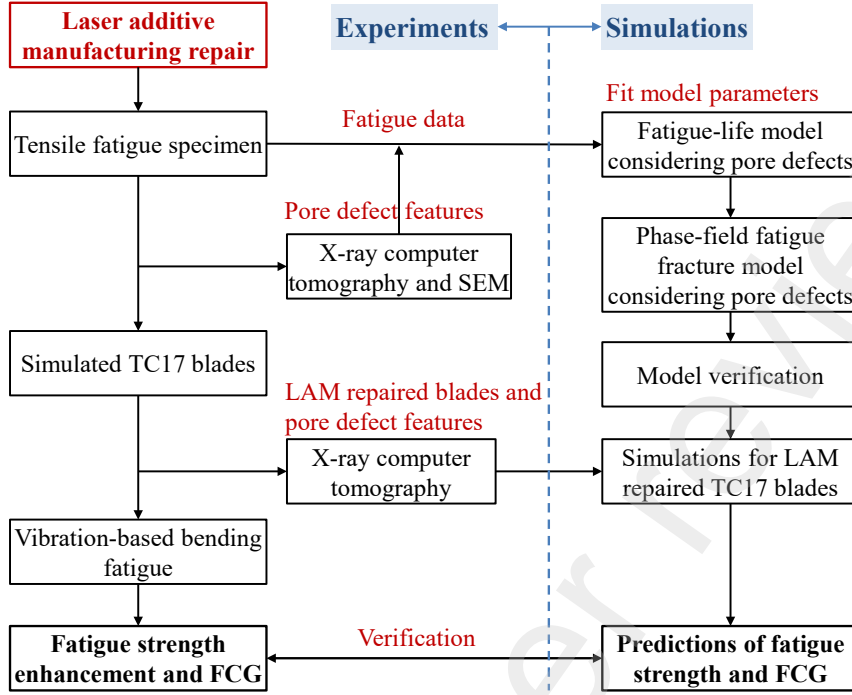 Laser additive
manufacturing repair
Experiments
Simulations
Fit model parameters
Tensile fatigue specimen
Fatigue data
Fatigue-life model
considering pore defects
Pore defect features
X-ray computer
tomography and SEM
Phase-field fatigue
fracture model
considering pore defects
Simulated TC17 blades
Model verification
LAM repaired blades and
pore defect features
X-ray computer
tomography
Simulations for LAM
repaired TC17 blades
Vibration-based bending
fatigue
Fatigue strength
enhancement and FCG
Verification
Predictions of fatigue
strength and FCG
er revie